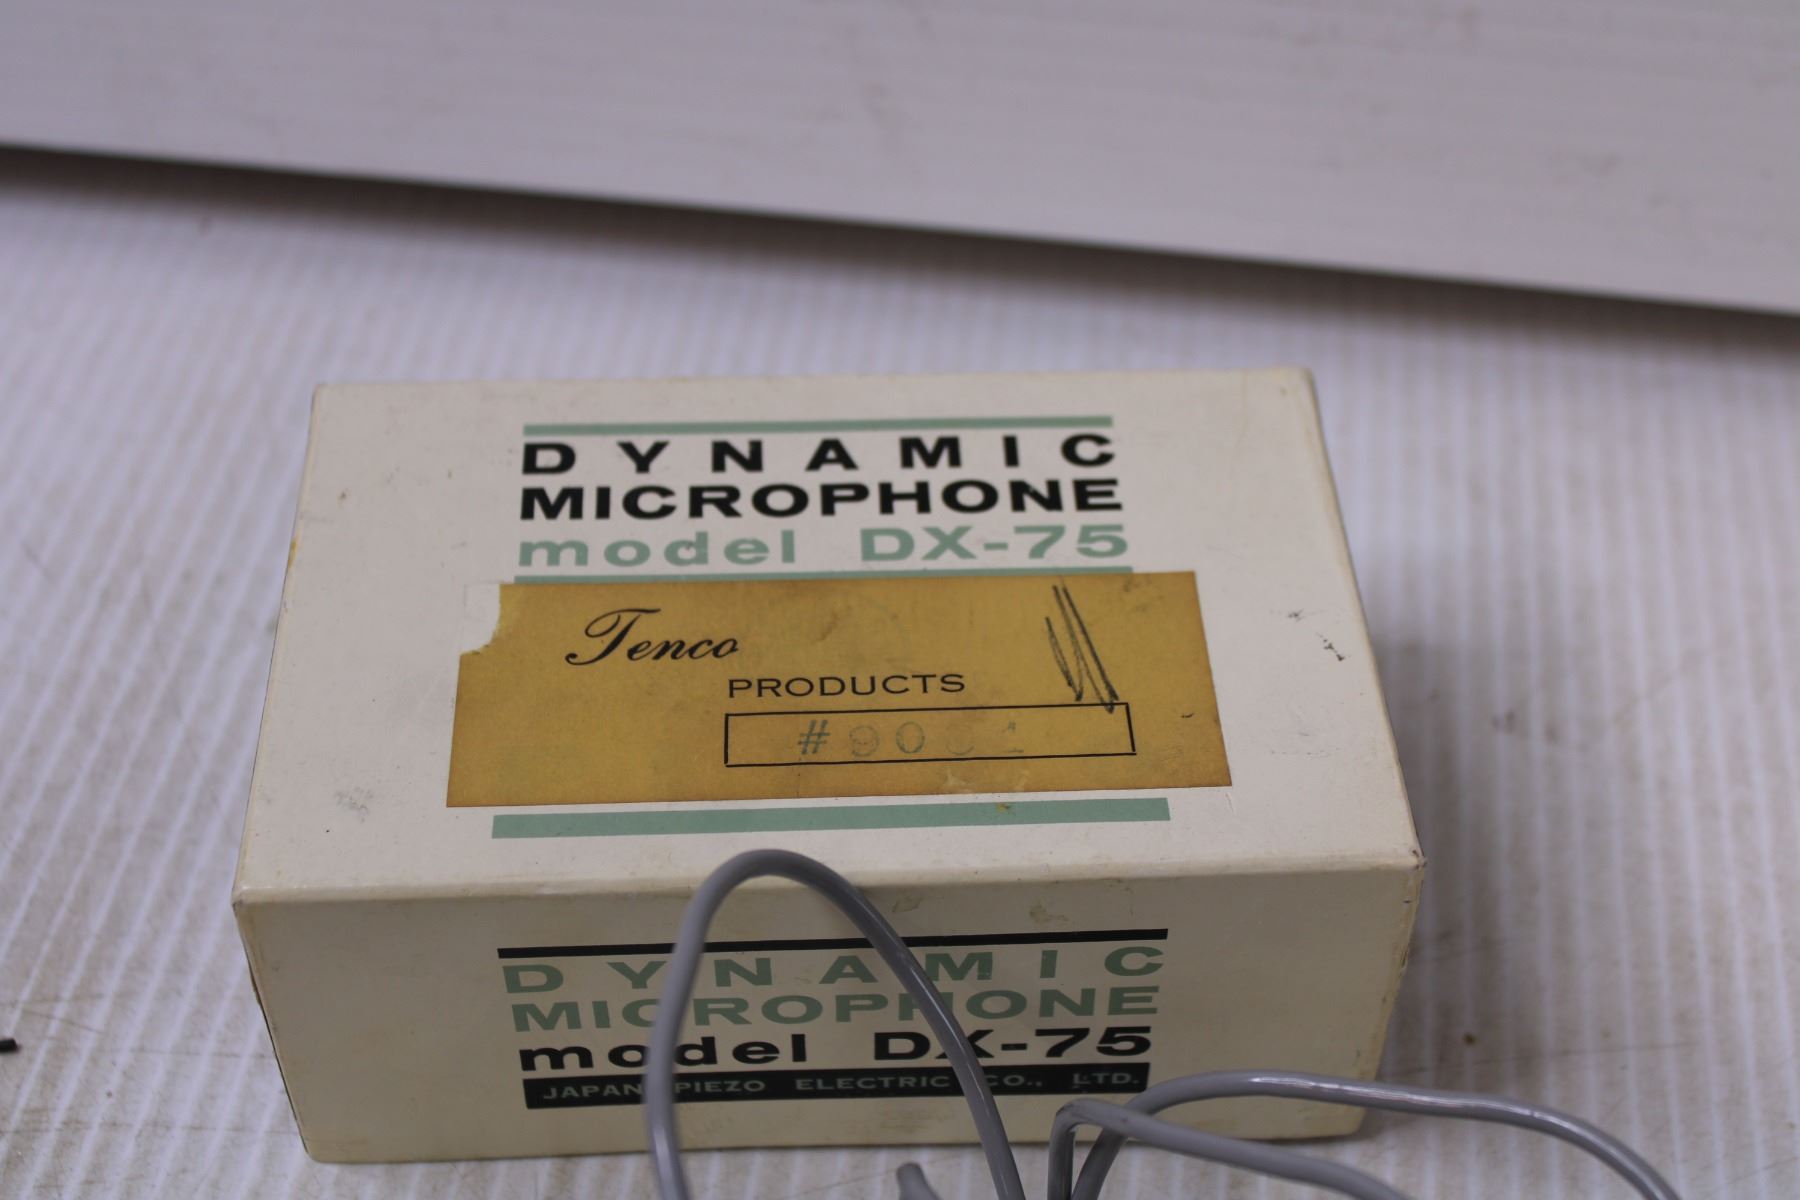 DYNAMIC
MICROPHONE
model DX-75
Tenco
PRODUCTS
DYNAMIC
MICROPHONE
model DX-75
JAPAN PIEZO ELECTRIC CO., LTD.